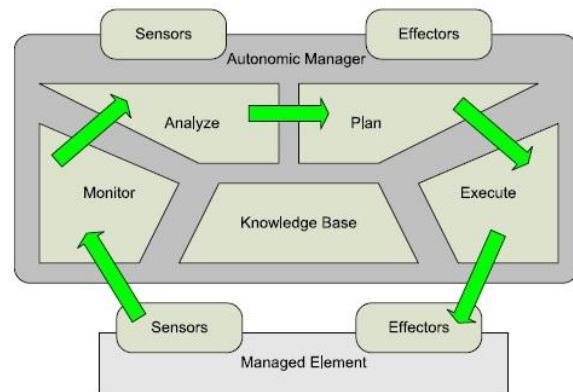 Sensors
Effectors
Autonomic Manager
Analyze
Plan
Monitor
Execute
Knowledge Base
Sensors
Effectors
Managed Element